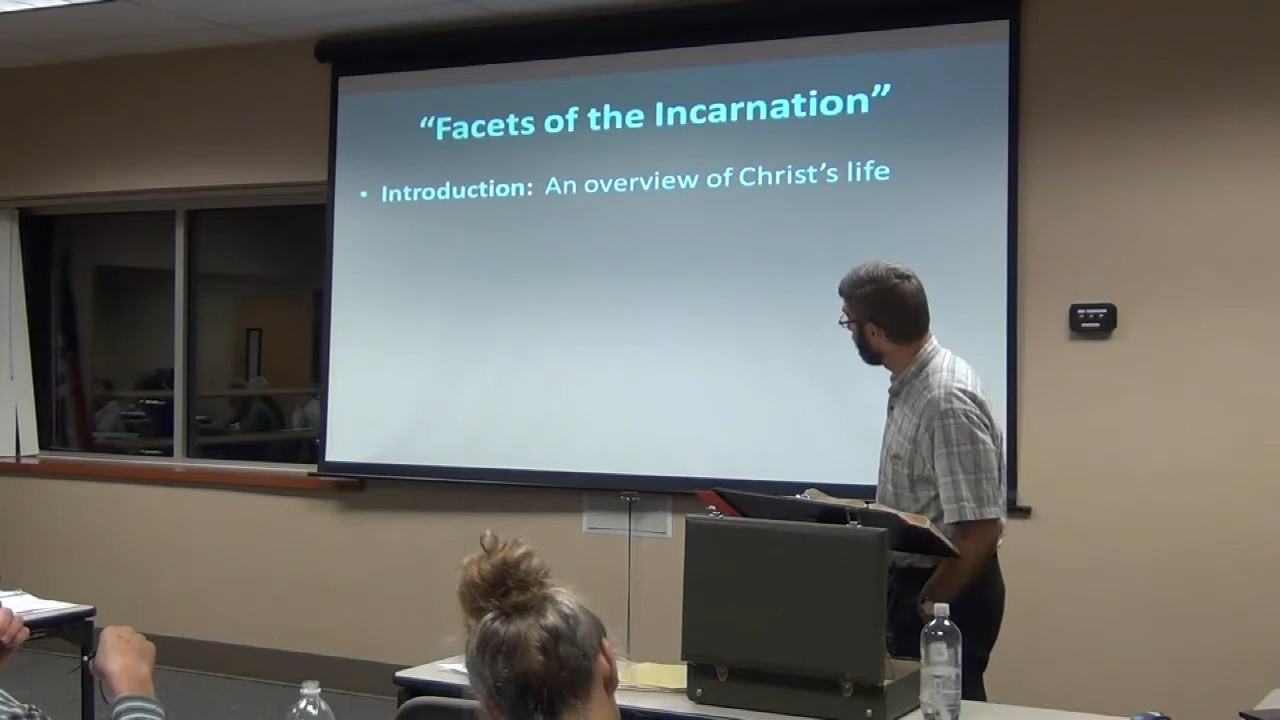 “Facets of the Incarnation”
• Introduction: An overview of Christ’s life